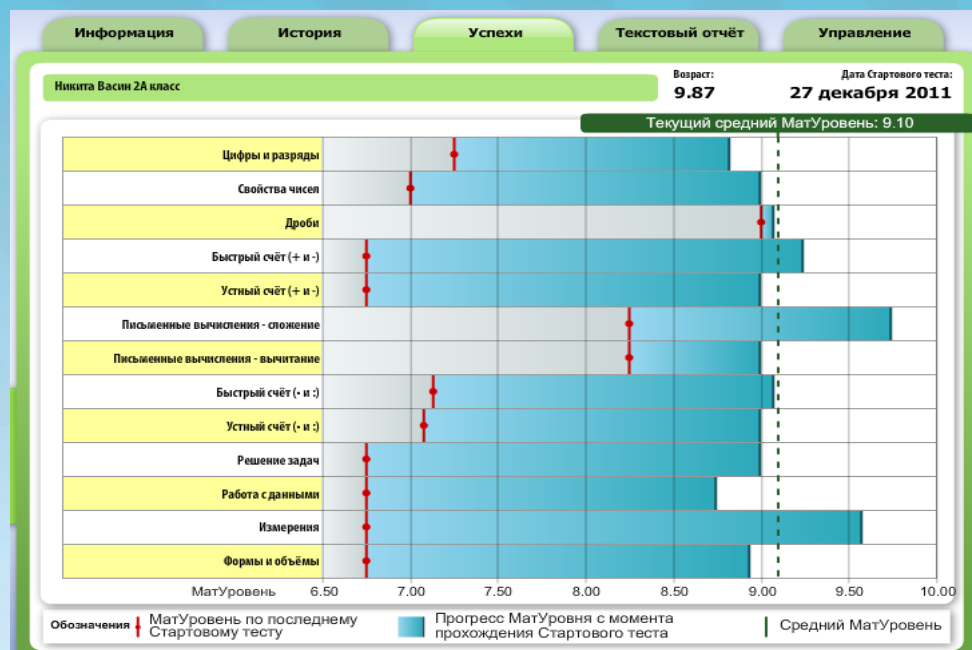 Информация История Успехи Текстовый отчёт Управление
Никита Васин 2А класс
Возраст:
9.87
Дата Стартового теста:
27 декабря 2011
Текущий средний МатУровень: 9.10
Цифры и разряды
Свойства чисел
Дроби
Быстрый счёт (+ и -)
Устный счёт (+ и -)
Письменные вычисления - сложение
Письменные вычисления - вычитание
Быстрый счёт (• и :)
Устный счёт (• и :)
Решение задач
Работа с данными
Измерения
Формы и объёмы
МатУровень 6.50 7.00 7.50 8.00 8.50 9.00 9.50 10.00
Обозначения
МатУровень по последнему
Стартовому тесту
Прогресс МатУровня с момента
прохождения Стартового теста
Средний МатУровень